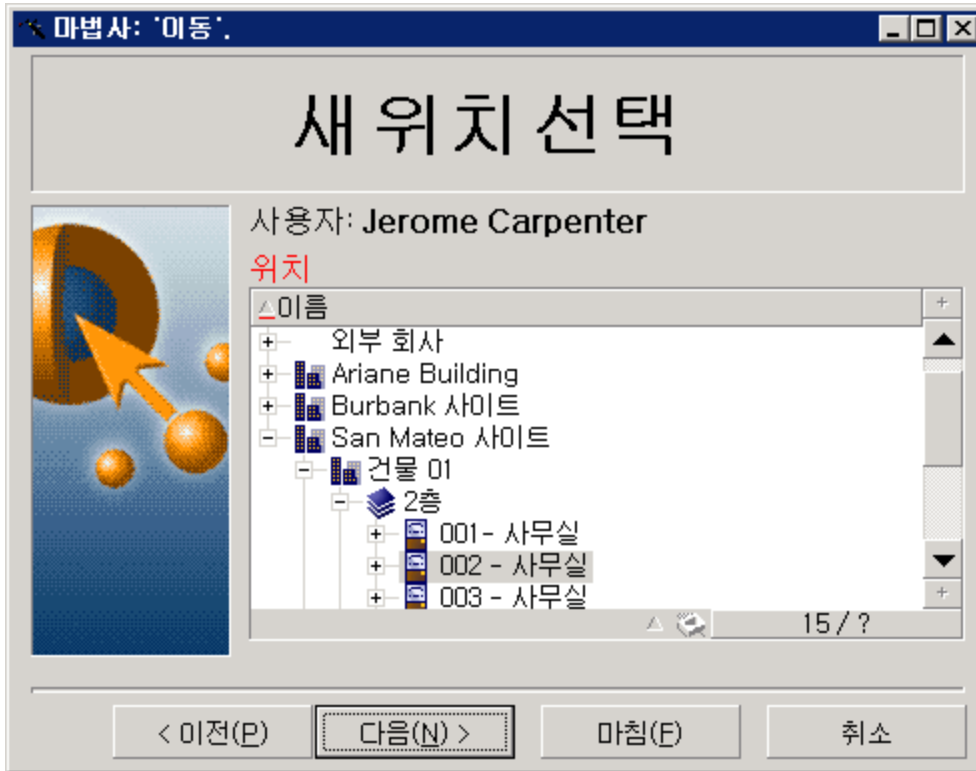 마법사: '이동'.
새 위치 선택
사용자: Jerome Carpenter
위치
이름
외부 회사
Ariane Building
Burbank 사이트
San Mateo 사이트
건물 01
2층
001 - 사무실
002 - 사무실
003 - 사무실
15 / ?
< 이전(P) 다음(N) > 마침(F) 취소